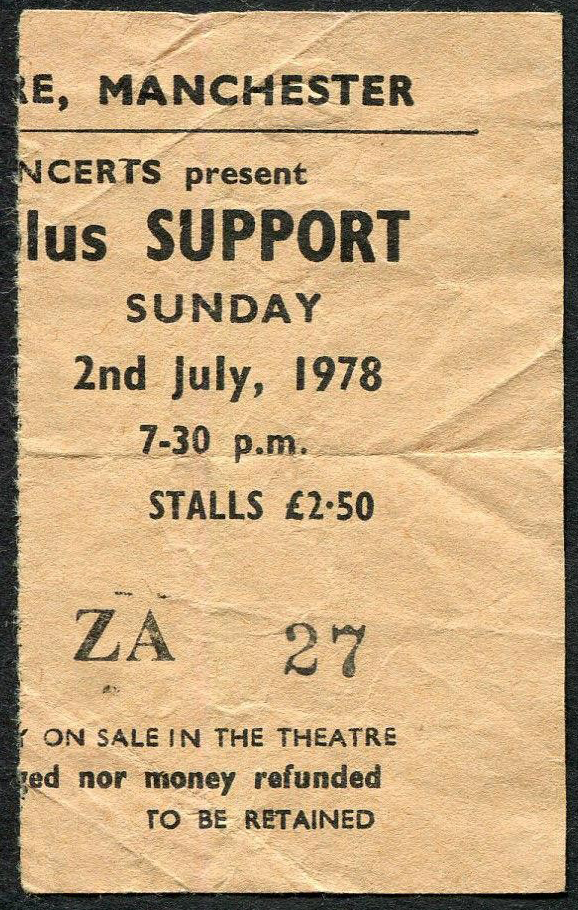 RE, MANCHESTER
NCERTS present
lus SUPPORT
SUNDAY
2nd July, 1978
7-30 p.m.
STALLS £2·50
ZA 27
Y ON SALE IN THE THEATRE
ged nor money refunded
TO BE RETAINED